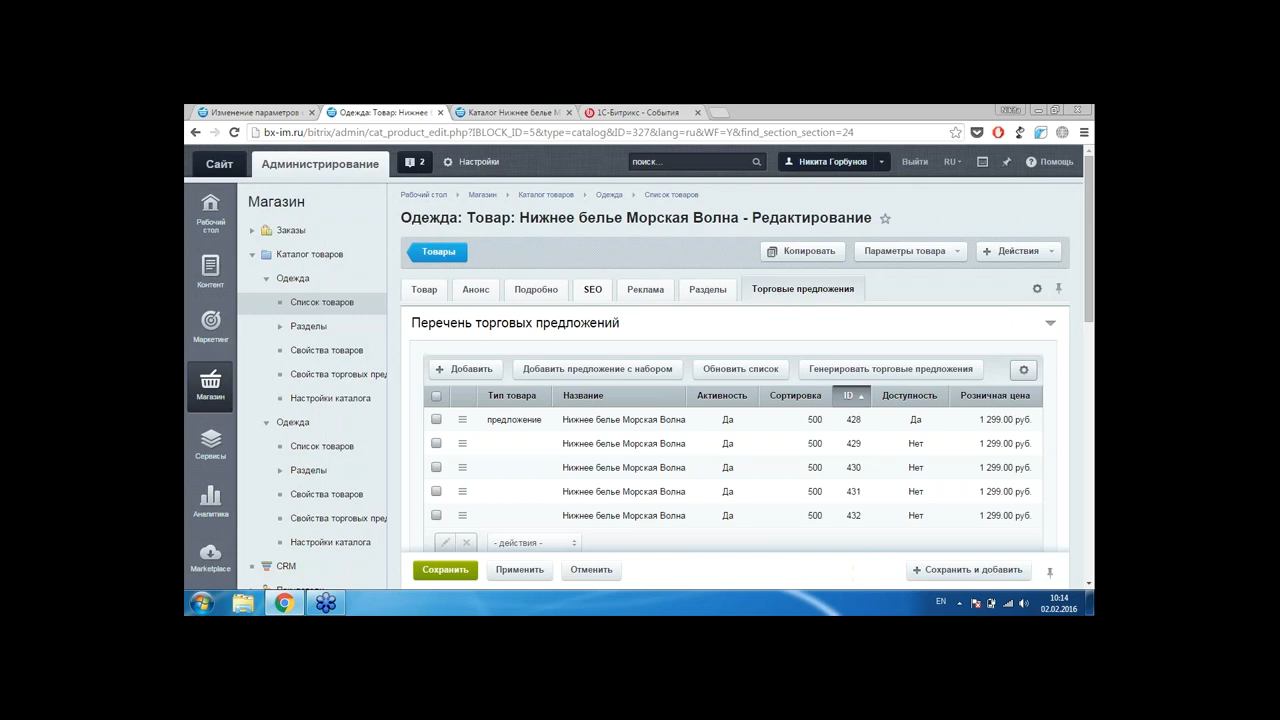 Изменение параметров
Одежда: Товар: Нижнее
Каталог Нижнее белье М
1С-Битрикс - События
Nikita
bx-im.ru/bitrix/admin/cat_product_edit.php?IBLOCK_ID=5&type=catalog&ID=327&lang=ru&WF=Y&find_section_section=24
Сайт
Администрирование
2
Настройки
поиск...
Никита Горбунов
Выйти
RU
Помощь
Рабочий стол
Контент
Маркетинг
Магазин
Сервисы
Аналитика
Marketplace
Магазин
Заказы
Каталог товаров
Одежда
Список товаров
Разделы
Свойства товаров
Свойства торговых пред
Настройки каталога
Одежда
Список товаров
Разделы
Свойства товаров
Свойства торговых пред
Настройки каталога
CRM
Рабочий стол Магазин Каталог товаров Одежда Список товаров
Одежда: Товар: Нижнее белье Морская Волна - Редактирование
Товары
Копировать
Параметры товара
Действия
Товар Анонс Подробно SEO Реклама Разделы Торговые предложения
Перечень торговых предложений
Добавить Добавить предложение с набором Обновить список Генерировать торговые предложения
Тип товара Название Активность Сортировка ID Доступность Розничная цена
предложение Нижнее белье Морская Волна Да 500 428 Да 1 299.00 руб.
Нижнее белье Морская Волна Да 500 429 Нет 1 299.00 руб.
Нижнее белье Морская Волна Да 500 430 Нет 1 299.00 руб.
Нижнее белье Морская Волна Да 500 431 Нет 1 299.00 руб.
Нижнее белье Морская Волна Да 500 432 Нет 1 299.00 руб.
- действия -
Сохранить Применить Отменить Сохранить и добавить
EN
10:14
02.02.2016